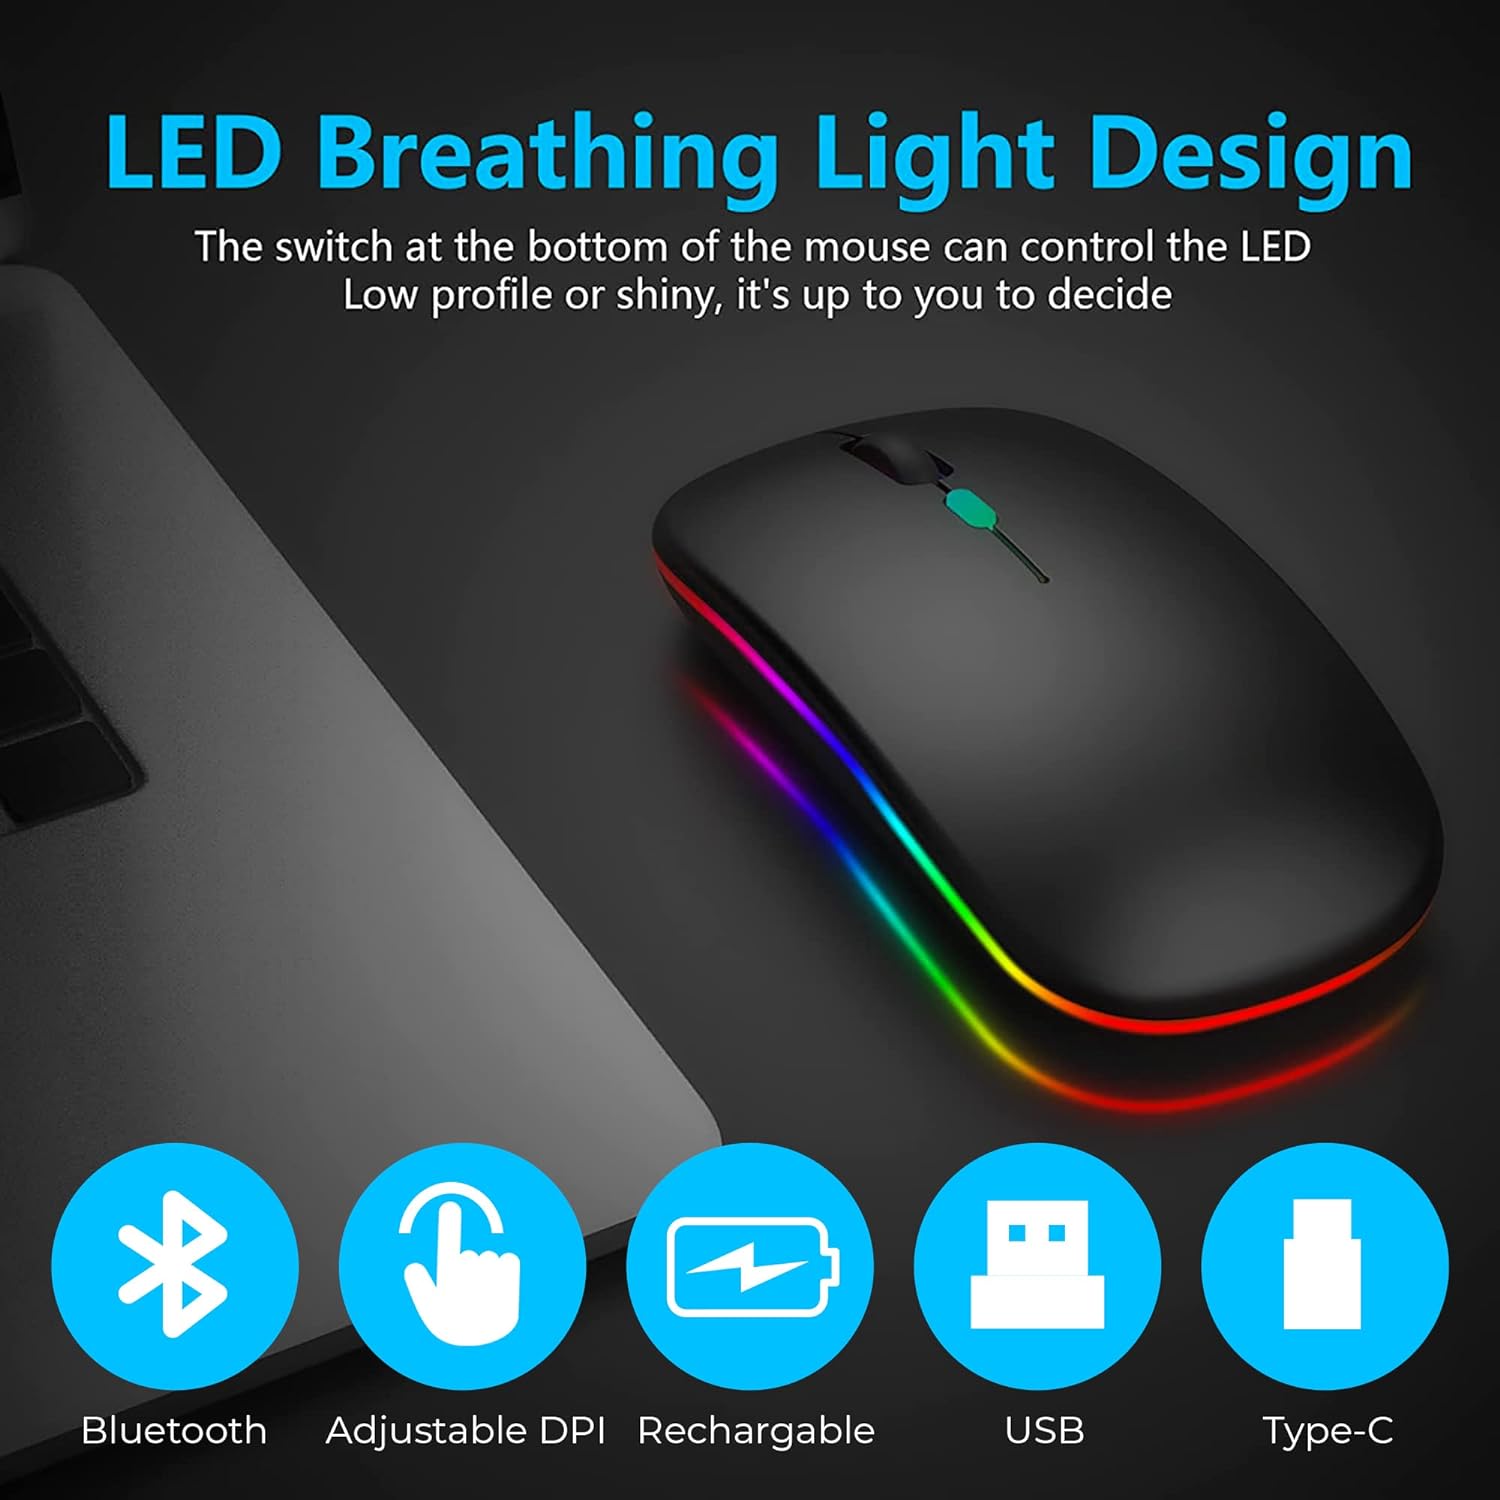 LED Breathing Light Design
The switch at the bottom of the mouse can control the LED
Low profile or shiny, it's up to you to decide
Bluetooth
Adjustable DPI
Rechargable
USB
Type-C